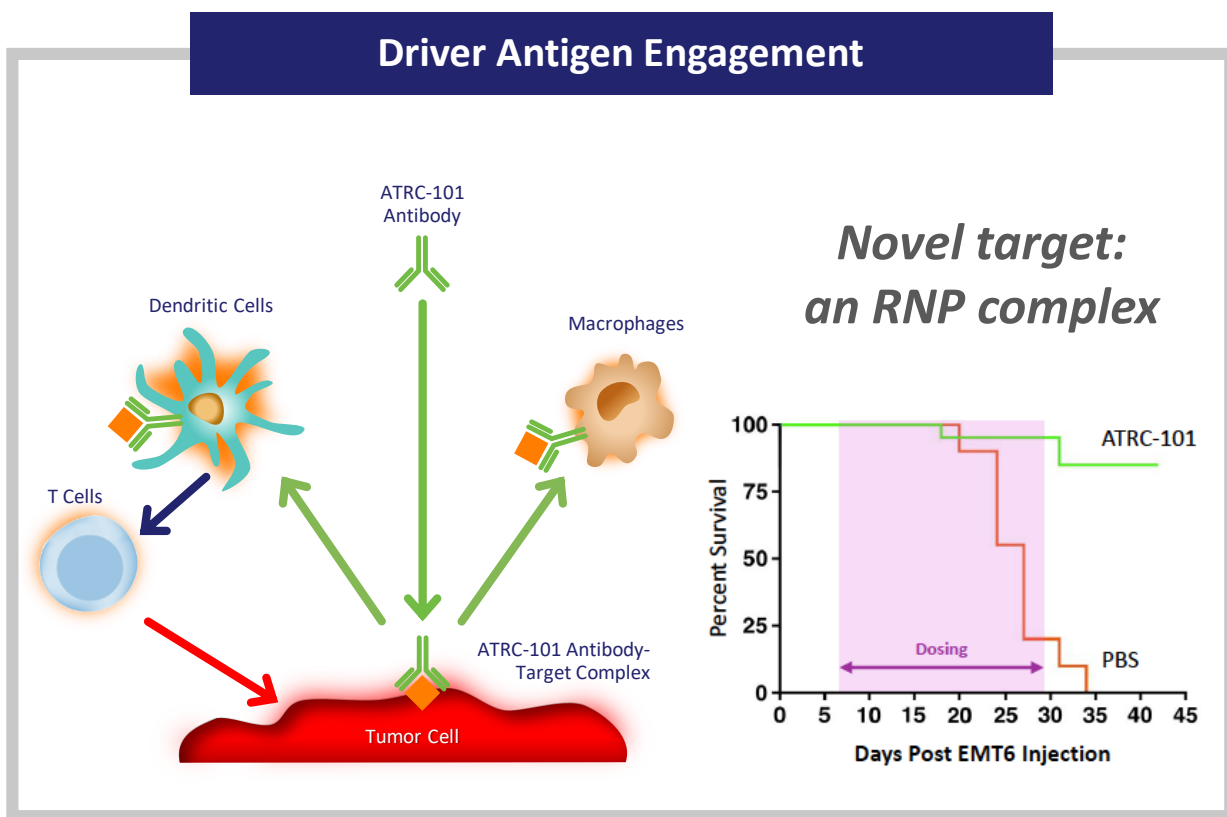 Driver Antigen Engagement
ATRC-101
Antibody
Dendritic Cells
Macrophages
T Cells
ATRC-101 Antibody-
Target Complex
Tumor Cell
Novel target:
an RNP complex
Percent Survival
100
75
50
25
0
ATRC-101
Dosing
PBS
0 5 10 15 20 25 30 35 40 45
Days Post EMT6 Injection